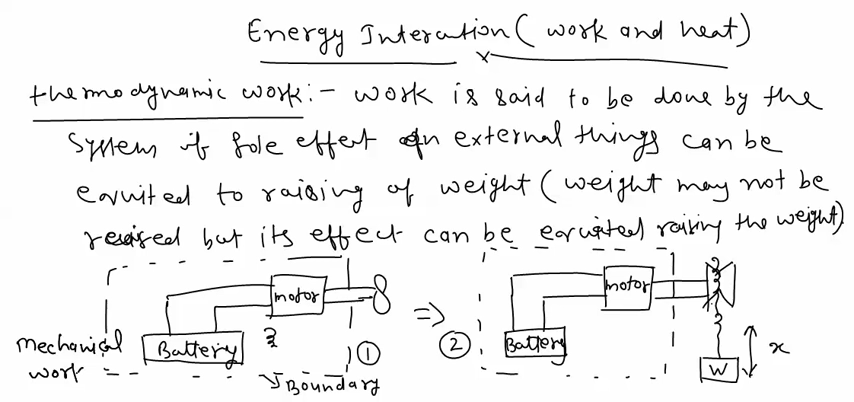 Energy Interation (work and heat)
thermodynamic work:- work is said to be done by the
System if Sole effect on external things can be
equited to raising of weight (weight may not be
reised but its effect can be equited raising the weight)
motor
motor
Battery
Battery
mechanical
work
1
2
x
W
Boundary